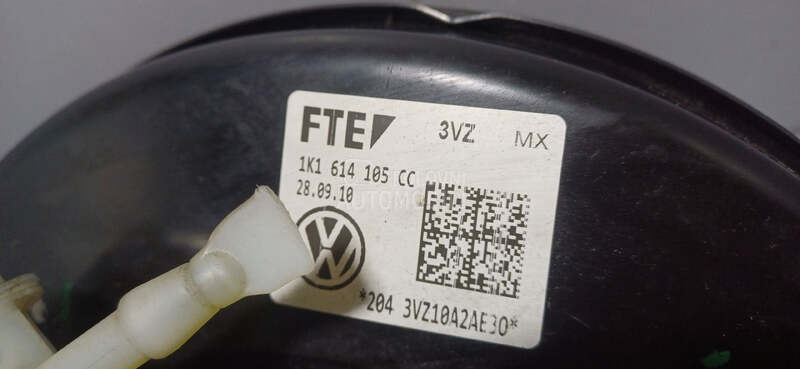 FTE
3VZ MX
1K1 614 105 CC
28.09.10
*204 3VZ10A2AE30*